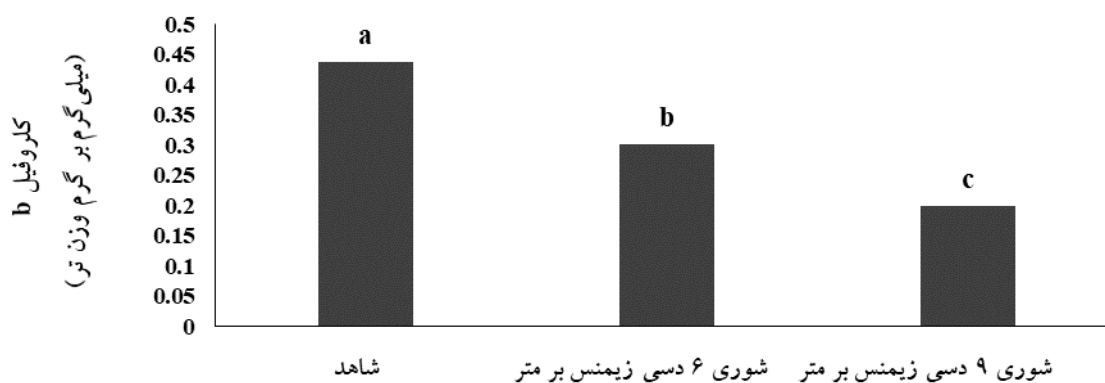 کلروفیل b
(میلی‌گرم بر گرم وزن تر)
0.5
0.45
0.4
0.35
0.3
0.25
0.2
0.15
0.1
0.05
0
a
b
c
شاهد
شوری ۶ دسی زیمنس بر متر
شوری ۹ دسی زیمنس بر متر